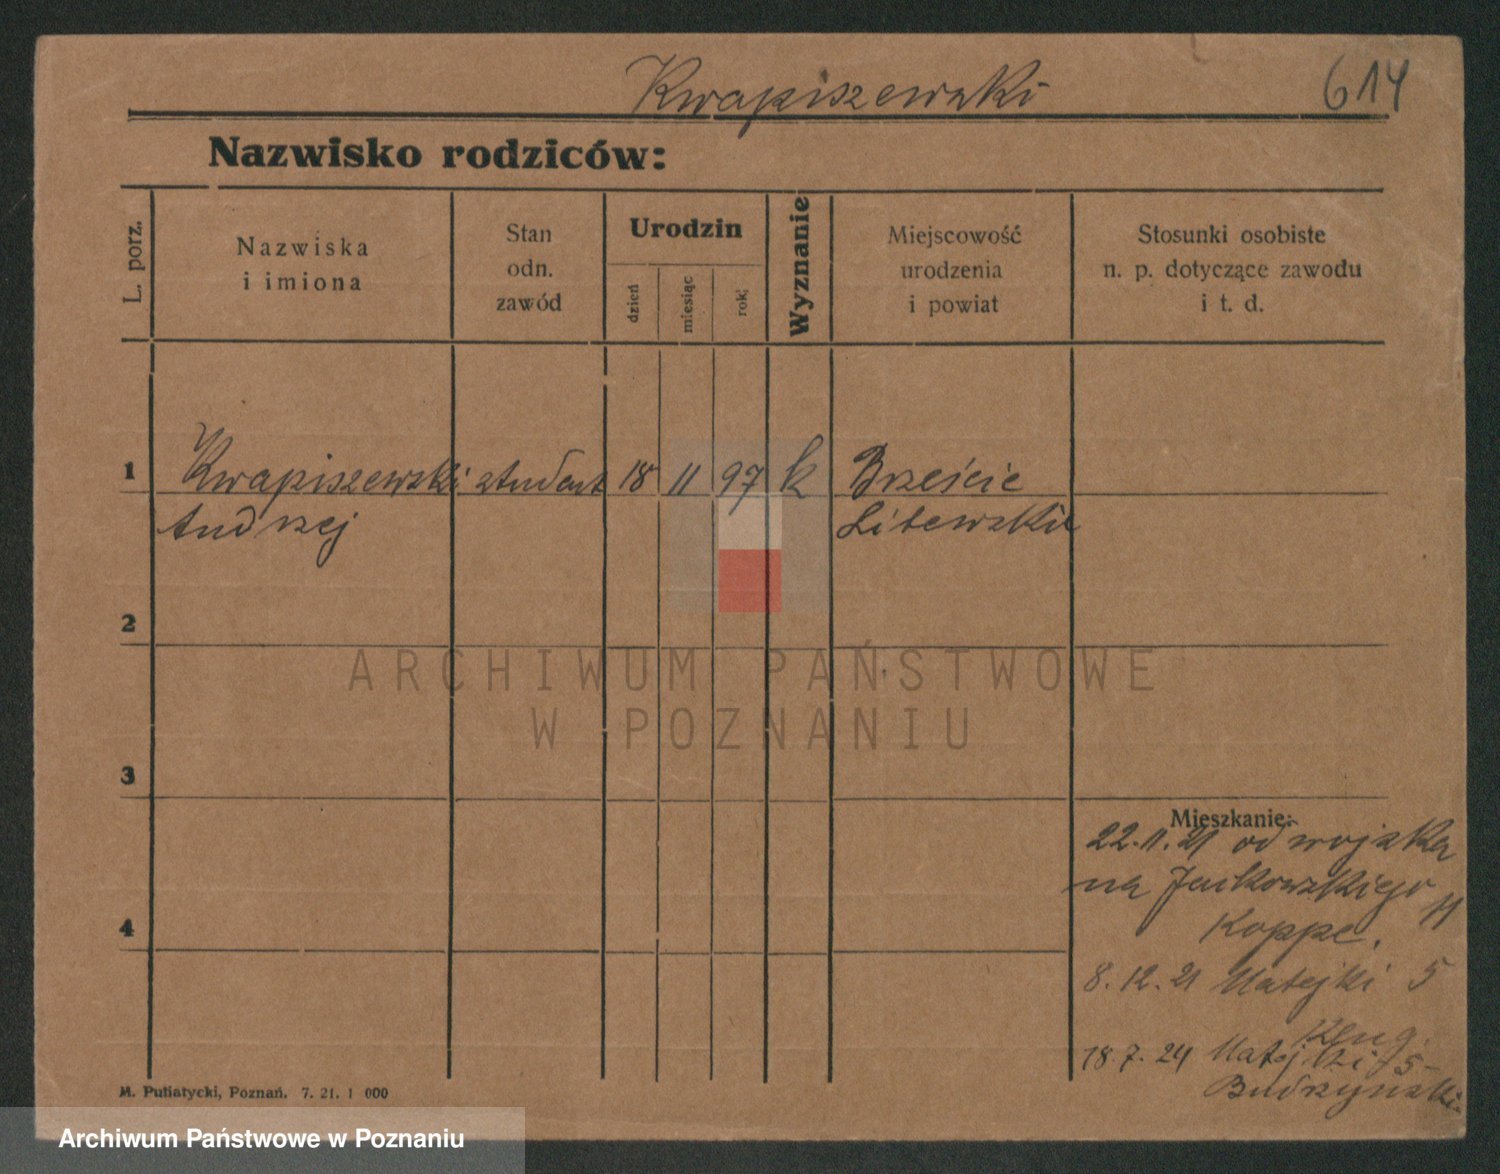 Kwapiszewski
614
Nazwisko rodziców:
L. porz.
Nazwiska
i imiona
Stan
odn.
zawód
Urodzin
dzień
miesiąc
rok
Wyznanie
Miejscowość
urodzenia
i powiat
Stosunki osobiste
n. p. dotyczące zawodu
i t. d.
1 Kwapiszewski student 18 11 97 k Brzeście
Andrzej Litewskie
2
3
4
Mieszkanie:
22.11.21 od wojska
na Jackowskiego 11
Koppe.
8.12.21 Matejki 5
18.7.24 Matejki 5
Budzyński
M. Putiatycki, Poznań. 7. 21. 1 000
ARCHIWUM PAŃSTWOWE
W POZNANIU
Archiwum Państwowe w Poznaniu